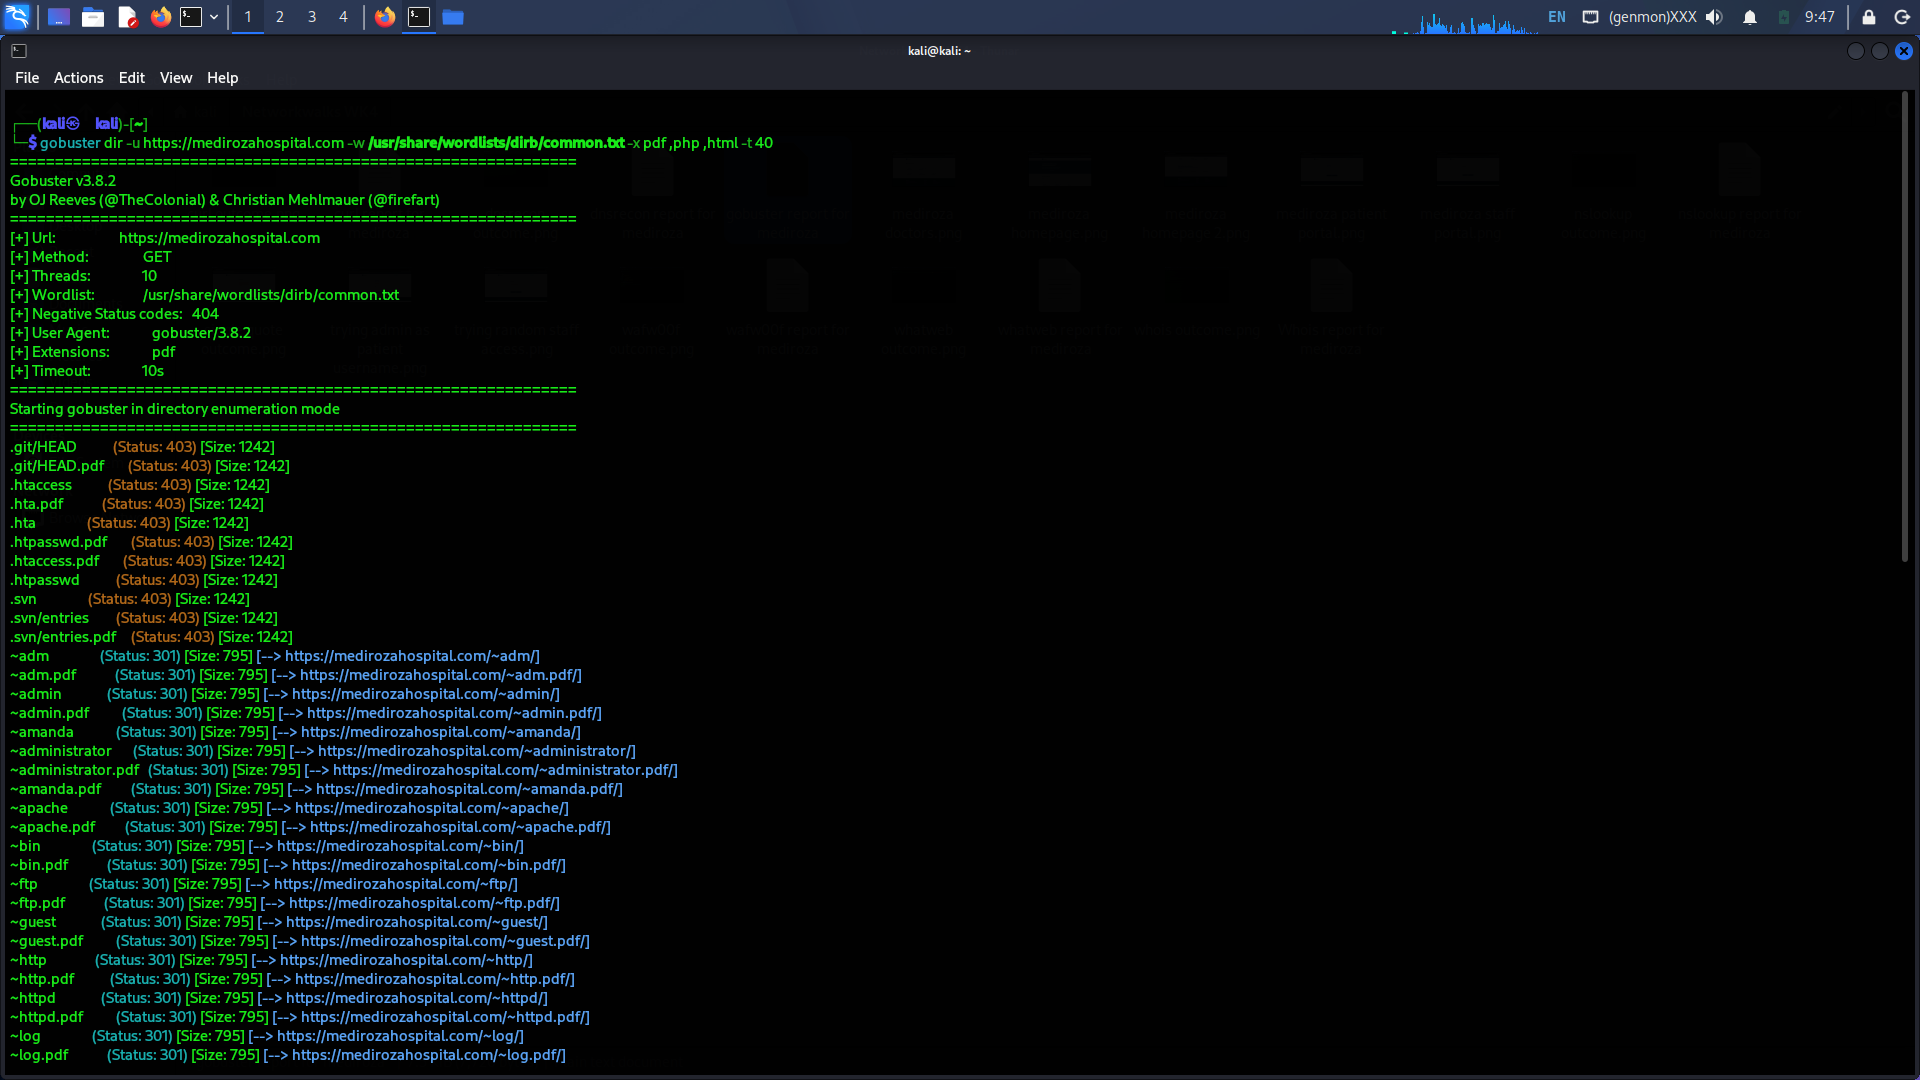 1 2 3 4 EN (genmon)XXX 9:47
kali@kali: ~
File Actions Edit View Help
┌──(kali㉿kali)-[~]
└─$ gobuster dir -u https://medirozahospital.com -w /usr/share/wordlists/dirb/common.txt -x pdf ,php ,html -t 40
===============================================================
Gobuster v3.8.2
by OJ Reeves (@TheColonial) & Christian Mehlmauer (@firefart)
===============================================================
[+] Url: https://medirozahospital.com
[+] Method: GET
[+] Threads: 10
[+] Wordlist: /usr/share/wordlists/dirb/common.txt
[+] Negative Status codes: 404
[+] User Agent: gobuster/3.8.2
[+] Extensions: pdf
[+] Timeout: 10s
===============================================================
Starting gobuster in directory enumeration mode
===============================================================
.git/HEAD (Status: 403) [Size: 1242]
.git/HEAD.pdf (Status: 403) [Size: 1242]
.htaccess (Status: 403) [Size: 1242]
.hta.pdf (Status: 403) [Size: 1242]
.hta (Status: 403) [Size: 1242]
.htpasswd.pdf (Status: 403) [Size: 1242]
.htaccess.pdf (Status: 403) [Size: 1242]
.htpasswd (Status: 403) [Size: 1242]
.svn (Status: 403) [Size: 1242]
.svn/entries (Status: 403) [Size: 1242]
.svn/entries.pdf (Status: 403) [Size: 1242]
~adm (Status: 301) [Size: 795] [--> https://medirozahospital.com/~adm/]
~adm.pdf (Status: 301) [Size: 795] [--> https://medirozahospital.com/~adm.pdf/]
~admin (Status: 301) [Size: 795] [--> https://medirozahospital.com/~admin/]
~admin.pdf (Status: 301) [Size: 795] [--> https://medirozahospital.com/~admin.pdf/]
~amanda (Status: 301) [Size: 795] [--> https://medirozahospital.com/~amanda/]
~administrator (Status: 301) [Size: 795] [--> https://medirozahospital.com/~administrator/]
~administrator.pdf (Status: 301) [Size: 795] [--> https://medirozahospital.com/~administrator.pdf/]
~amanda.pdf (Status: 301) [Size: 795] [--> https://medirozahospital.com/~amanda.pdf/]
~apache (Status: 301) [Size: 795] [--> https://medirozahospital.com/~apache/]
~apache.pdf (Status: 301) [Size: 795] [--> https://medirozahospital.com/~apache.pdf/]
~bin (Status: 301) [Size: 795] [--> https://medirozahospital.com/~bin/]
~bin.pdf (Status: 301) [Size: 795] [--> https://medirozahospital.com/~bin.pdf/]
~ftp (Status: 301) [Size: 795] [--> https://medirozahospital.com/~ftp/]
~ftp.pdf (Status: 301) [Size: 795] [--> https://medirozahospital.com/~ftp.pdf/]
~guest (Status: 301) [Size: 795] [--> https://medirozahospital.com/~guest/]
~guest.pdf (Status: 301) [Size: 795] [--> https://medirozahospital.com/~guest.pdf/]
~http (Status: 301) [Size: 795] [--> https://medirozahospital.com/~http/]
~http.pdf (Status: 301) [Size: 795] [--> https://medirozahospital.com/~http.pdf/]
~httpd (Status: 301) [Size: 795] [--> https://medirozahospital.com/~httpd/]
~httpd.pdf (Status: 301) [Size: 795] [--> https://medirozahospital.com/~httpd.pdf/]
~log (Status: 301) [Size: 795] [--> https://medirozahospital.com/~log/]
~log.pdf (Status: 301) [Size: 795] [--> https://medirozahospital.com/~log.pdf/]